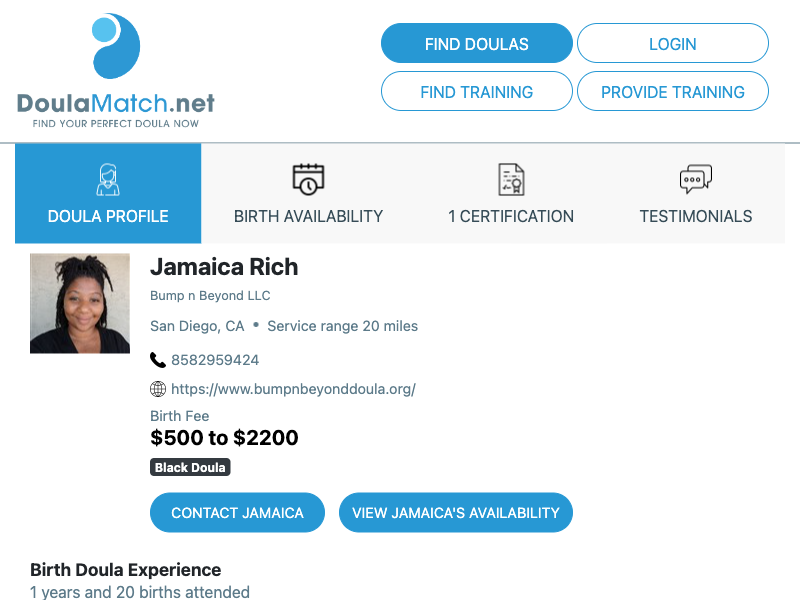 DoulaMatch.net
FIND YOUR PERFECT DOULA NOW
FIND DOULAS
LOGIN
FIND TRAINING
PROVIDE TRAINING
DOULA PROFILE
BIRTH AVAILABILITY
1 CERTIFICATION
TESTIMONIALS
Jamaica Rich
Bump n Beyond LLC
San Diego, CA • Service range 20 miles
8582959424
https://www.bumpnbeyonddoula.org/
Birth Fee
$500 to $2200
Black Doula
CONTACT JAMAICA
VIEW JAMAICA'S AVAILABILITY
Birth Doula Experience
1 years and 20 births attended